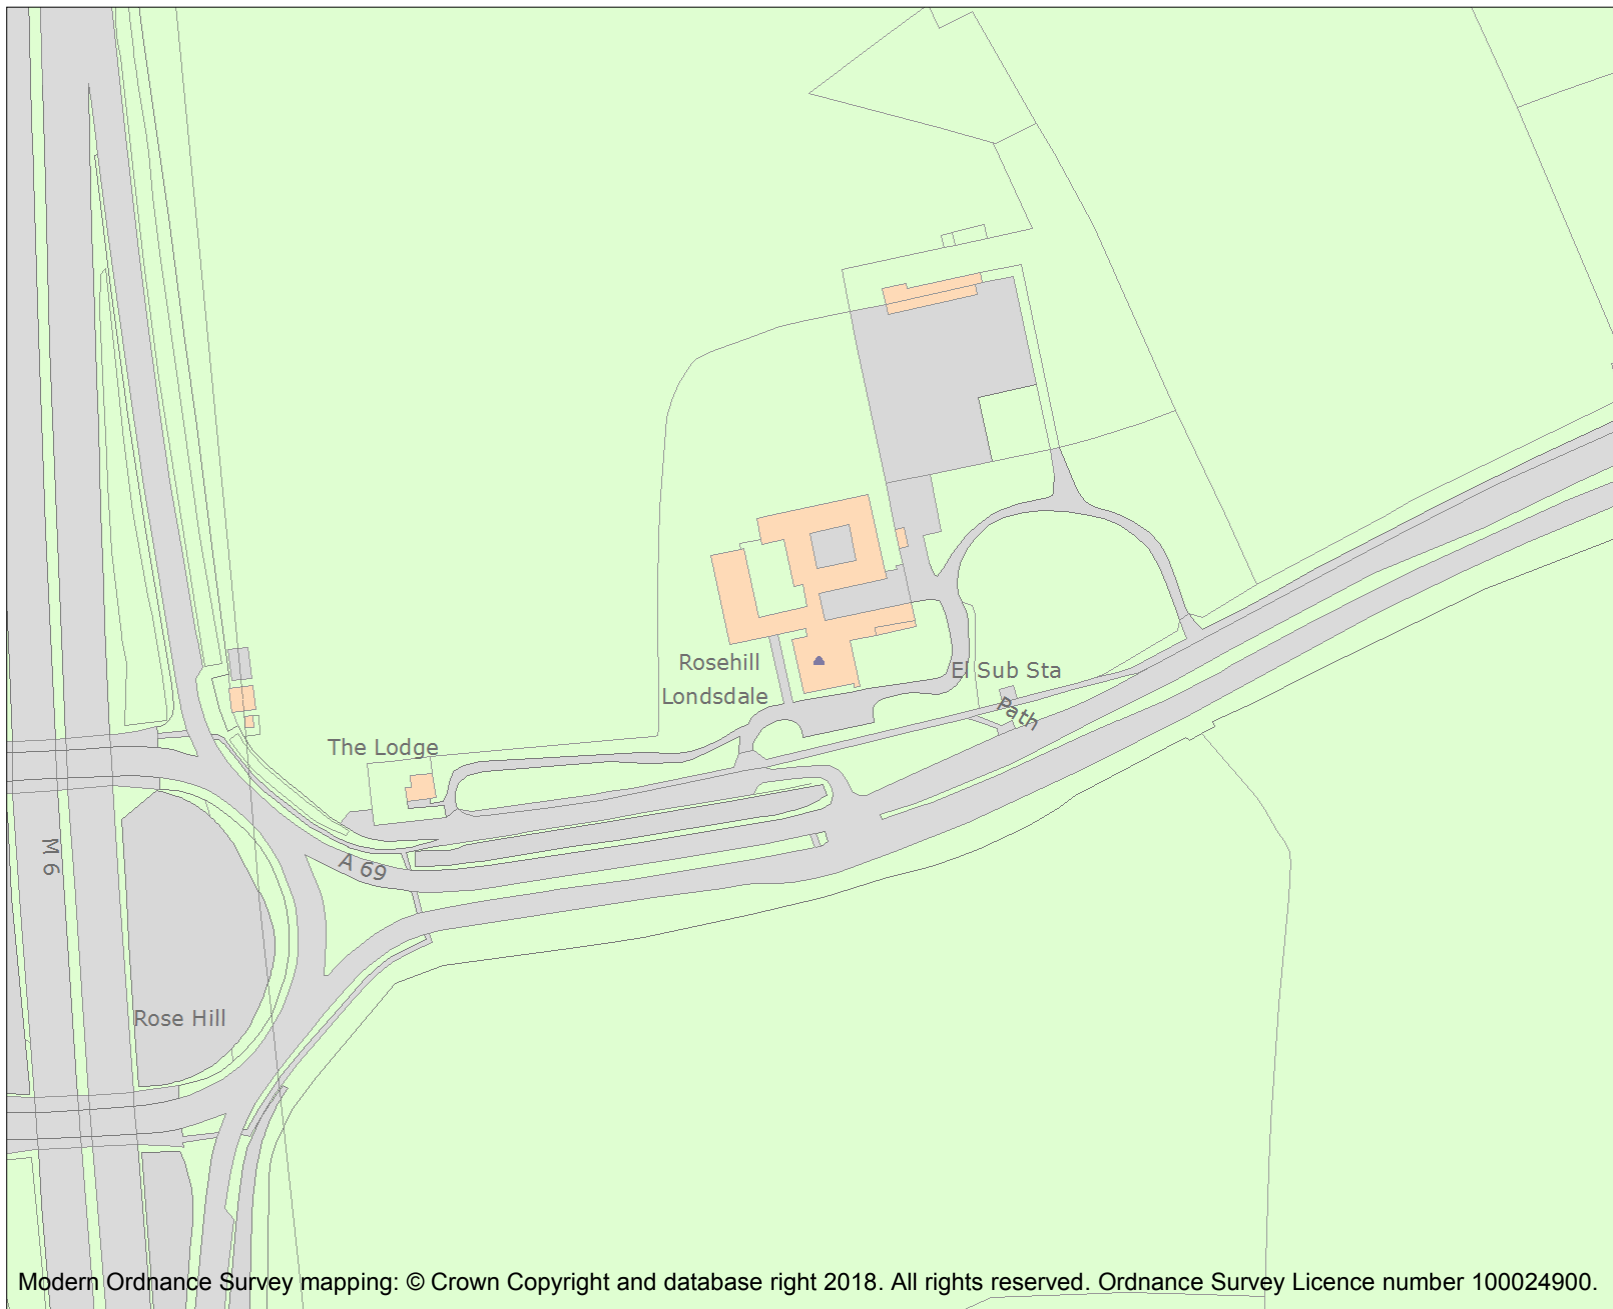 Rosehill
Londsdale
El Sub Sta
Path
The Lodge
M 6
A 69
Rose Hill
Modern Ordnance Survey mapping: © Crown Copyright and database right 2018. All rights reserved. Ordnance Survey Licence number 100024900.